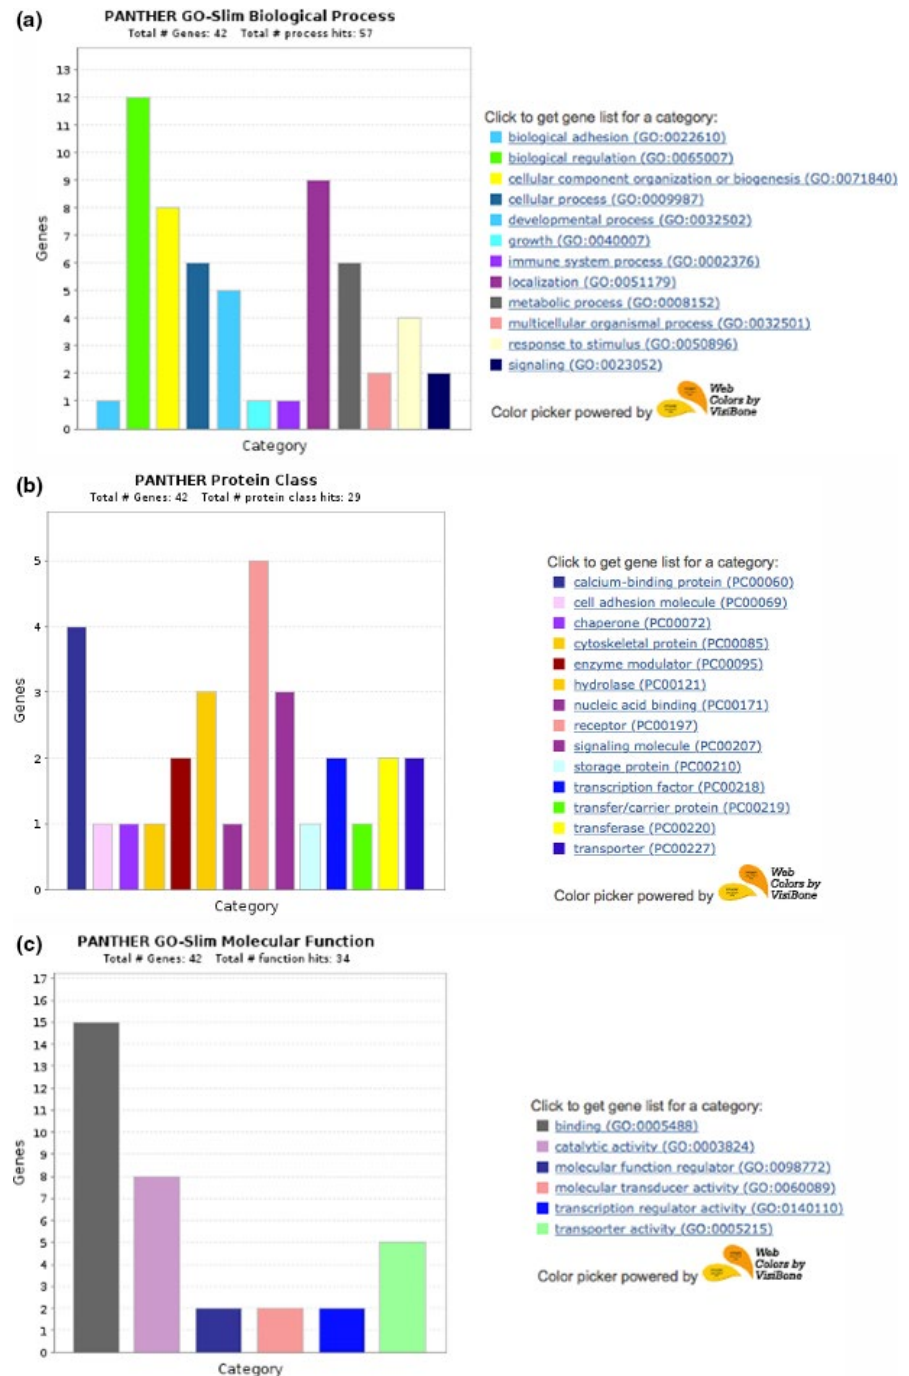 (a)
PANTHER GO-Slim Biological Process
Total # Genes: 42 Total # process hits: 57
13
12
11
10
9
8
7
6
5
4
3
2
1
0
Genes
Category
Click to get gene list for a category:
biological adhesion (GO:0022610)
biological regulation (GO:0065007)
cellular component organization or biogenesis (GO:0071840)
cellular process (GO:0009987)
developmental process (GO:0032502)
growth (GO:0040007)
immune system process (GO:0002376)
localization (GO:0051179)
metabolic process (GO:0008152)
multicellular organismal process (GO:0032501)
response to stimulus (GO:0050896)
signaling (GO:0023052)
Color picker powered by
Web
Colors by
VisiBone
(b)
PANTHER Protein Class
Total # Genes: 42 Total # protein class hits: 29
5
4
3
2
1
0
Genes
Category
Click to get gene list for a category:
calcium-binding protein (PC00060)
cell adhesion molecule (PC00069)
chaperone (PC00072)
cytoskeletal protein (PC00085)
enzyme modulator (PC00095)
hydrolase (PC00121)
nucleic acid binding (PC00171)
receptor (PC00197)
signaling molecule (PC00207)
storage protein (PC00210)
transcription factor (PC00218)
transfer/carrier protein (PC00219)
transferase (PC00220)
transporter (PC00227)
Color picker powered by
Web
Colors by
VisiBone
(c)
PANTHER GO-Slim Molecular Function
Total # Genes: 42 Total # function hits: 34
17
16
15
14
13
12
11
10
9
8
7
6
5
4
3
2
1
0
Genes
Category
Click to get gene list for a category:
binding (GO:0005488)
catalytic activity (GO:0003824)
molecular function regulator (GO:0098772)
molecular transducer activity (GO:0060089)
transcription regulator activity (GO:0140110)
transporter activity (GO:0005215)
Color picker powered by
Web
Colors by
VisiBone